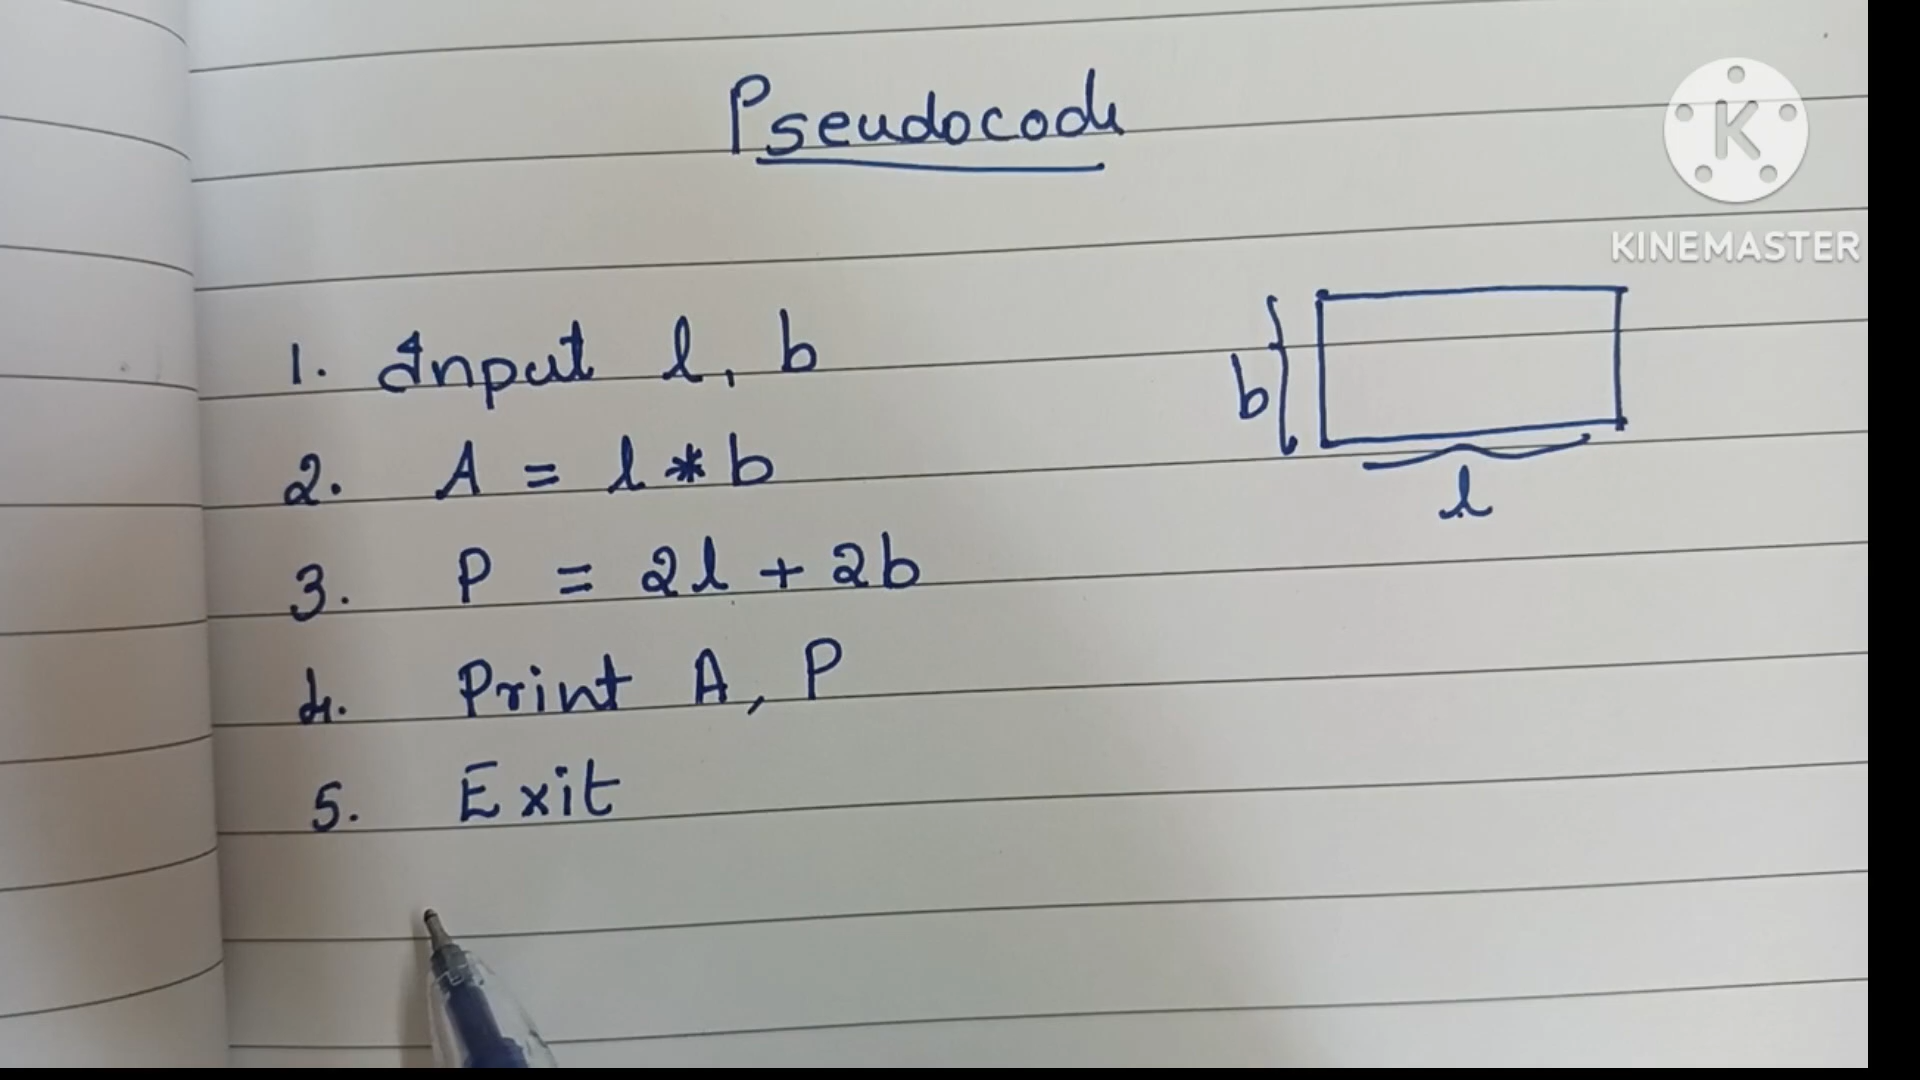 Pseudocode
K
KINEMASTER
1. Input l, b
2. A = l * b
3. P = 2l + 2b
4. Print A, P
5. Exit
b
l